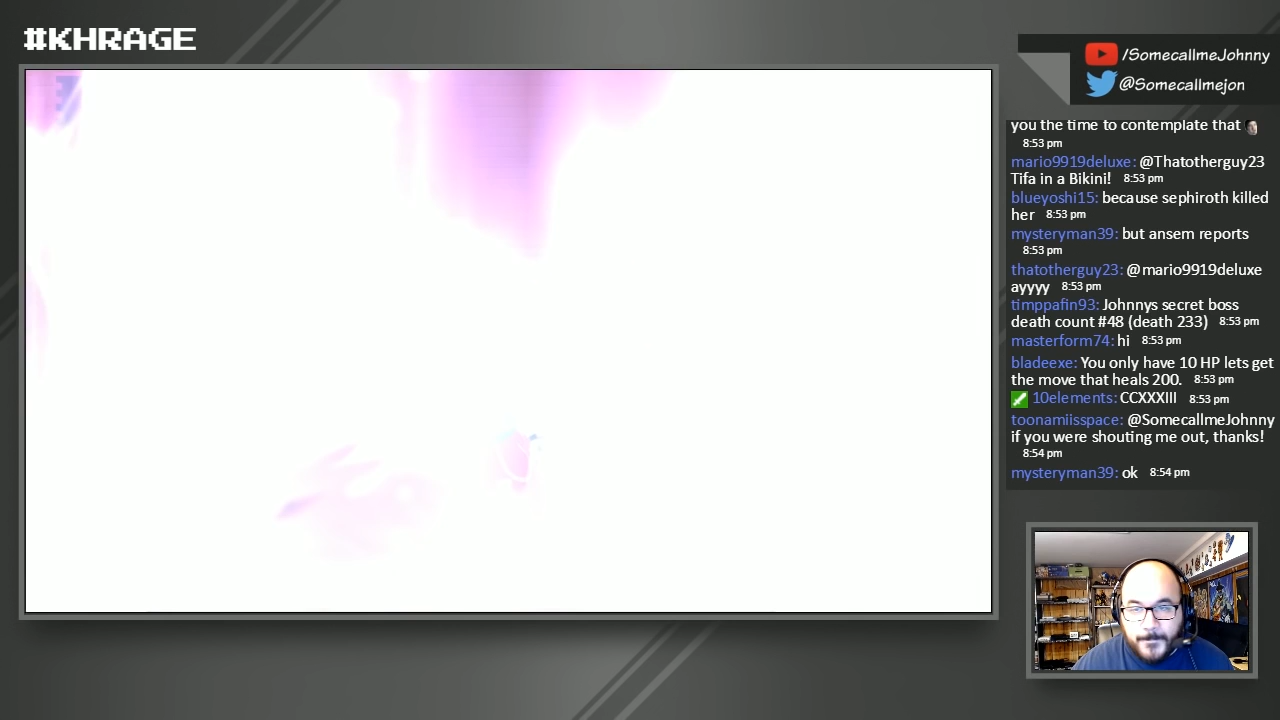 #KHRAGE
/SomecallmeJohnny
@Somecallmejon
you the time to contemplate that
8:53 pm
mario9919deluxe: @Thatotherguy23
Tifa in a Bikini! 8:53 pm
blueyoshi15: because sephiroth killed
her 8:53 pm
mysteryman39: but ansem reports
8:53 pm
thatotherguy23: @mario9919deluxe
ayyyy 8:53 pm
timppafin93: Johnnys secret boss
death count #48 (death 233) 8:53 pm
masterform74: hi 8:53 pm
bladeexe: You only have 10 HP lets get
the move that heals 200. 8:53 pm
10elements: CCXXXIII 8:53 pm
toonamiisspace: @SomecallmeJohnny
if you were shouting me out, thanks!
8:54 pm
mysteryman39: ok 8:54 pm